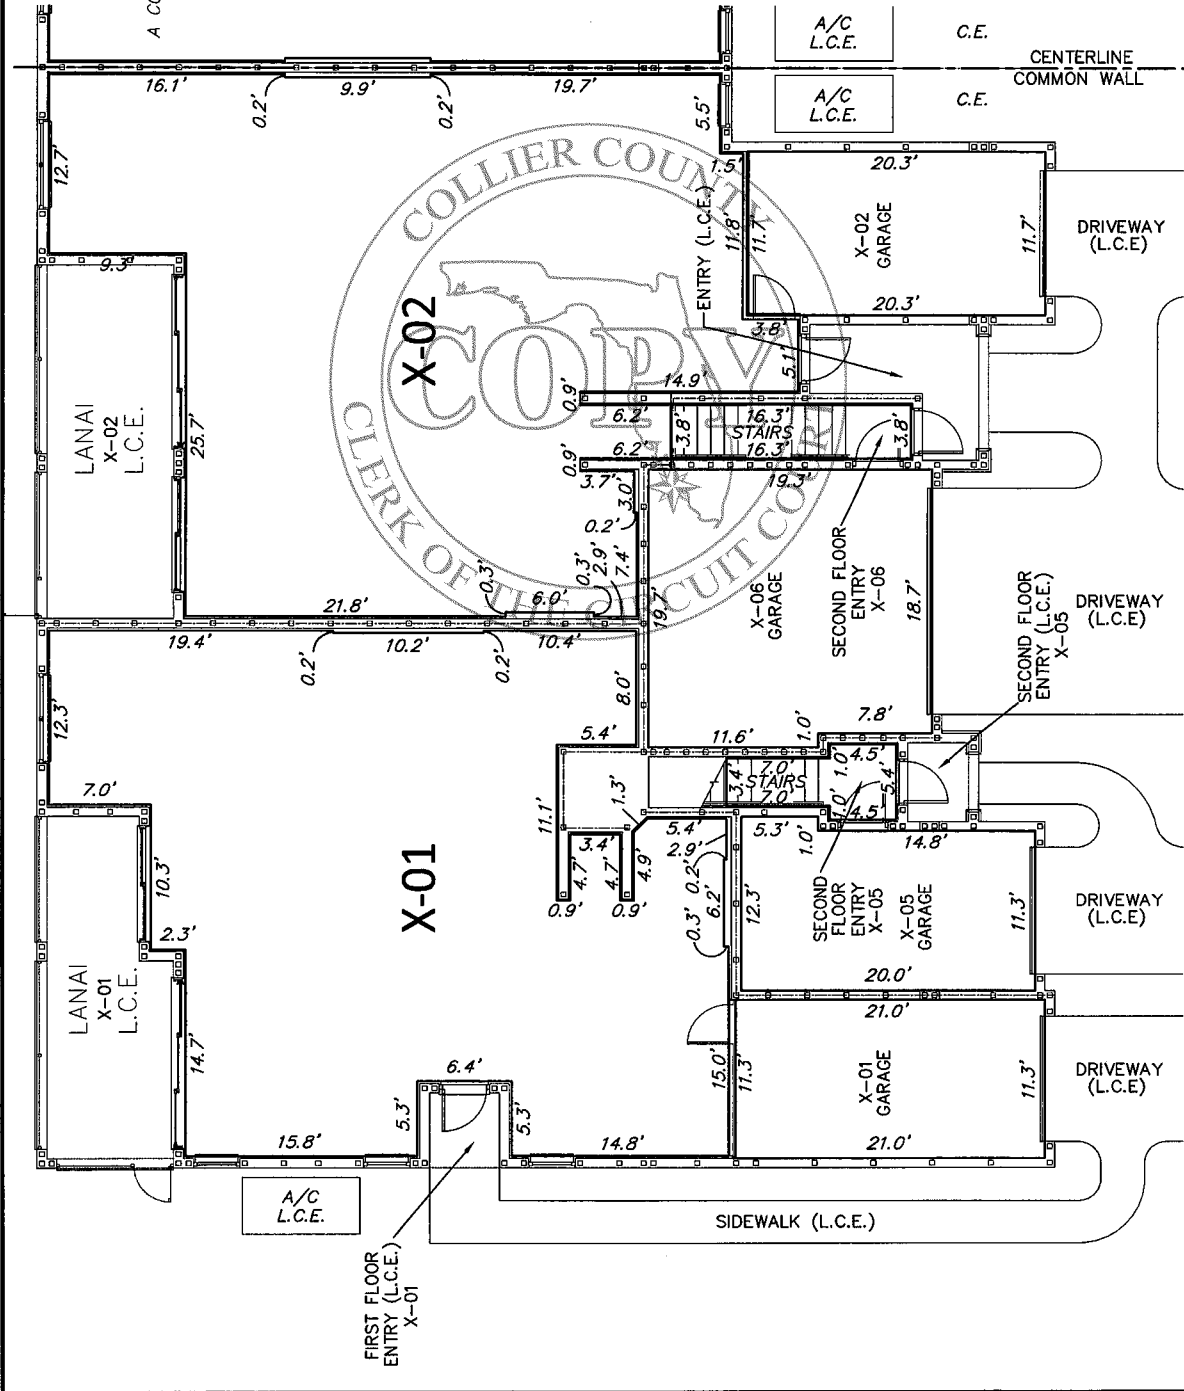 A CO
A/C
L.C.E.
C.E.
CENTERLINE
COMMON WALL
16.1'
0.2'
9.9'
0.2'
19.7'
5.5'
A/C
L.C.E.
C.E.
12.7'
COLLIER COUNTY
CLERK OF THE CIRCUIT COURT
COPY
1.5'
20.3'
ENTRY (L.C.E.)
11.8'
11.7'
X-02
GARAGE
11.7'
DRIVEWAY
(L.C.E)
20.3'
9.3'
LANAI
X-02
L.C.E.
25.7'
X-02
3.8'
5.1'
14.9'
0.9'
6.2'
3.8'
16.3'
STAIRS
16.3'
3.8'
6.2'
0.9'
3.7'
3.0'
19.3'
0.2'
0.3'
2.9'
7.4'
0.3'
6.0'
19.7'
X-06
GARAGE
SECOND FLOOR
ENTRY
X-06
18.7'
DRIVEWAY
(L.C.E)
SECOND FLOOR
ENTRY (L.C.E.)
X-05
21.8'
19.4'
0.2'
10.2'
0.2'
10.4'
8.0'
12.3'
5.4'
11.6'
1.0'
7.8'
7.0'
11.1'
1.3'
3.4'
7.0'
STAIRS
7.0'
1.0'
4.5'
5.4'
1.0'
4.5'
10.3'
X-01
3.4'
4.7'
4.7'
4.9'
0.9'
0.9'
5.4'
2.9'
0.2'
6.2'
0.3'
5.3'
1.0'
14.8'
12.3'
SECOND
FLOOR
ENTRY
X-05
X-05
GARAGE
11.3'
DRIVEWAY
(L.C.E)
20.0'
2.3'
LANAI
X-01
L.C.E.
14.7'
21.0'
15.0'
11.3'
X-01
GARAGE
11.3'
DRIVEWAY
(L.C.E)
21.0'
6.4'
5.3'
5.3'
15.8'
14.8'
A/C
L.C.E.
SIDEWALK (L.C.E.)
FIRST FLOOR
ENTRY (L.C.E.)
X-01